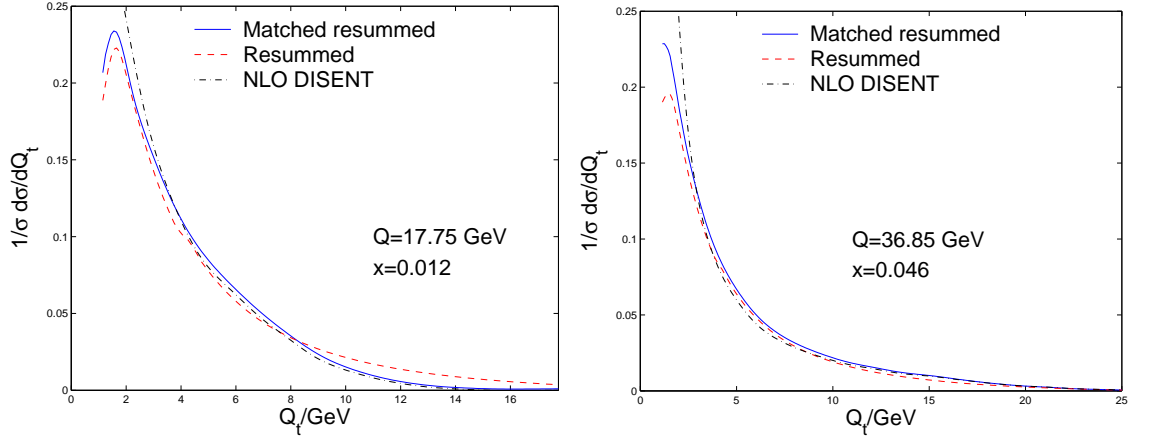 0.25
0.2
0.15
0.1
0.05
0
1/σ dσ/dQt
Matched resummed
Resummed
NLO DISENT
Q=17.75 GeV
x=0.012
0 2 4 6 8 10 12 14 16
Qt/GeV
0.25
0.2
0.15
0.1
0.05
0
1/σ dσ/dQt
Matched resummed
Resummed
NLO DISENT
Q=36.85 GeV
x=0.046
0 5 10 15 20 25
Qt/GeV